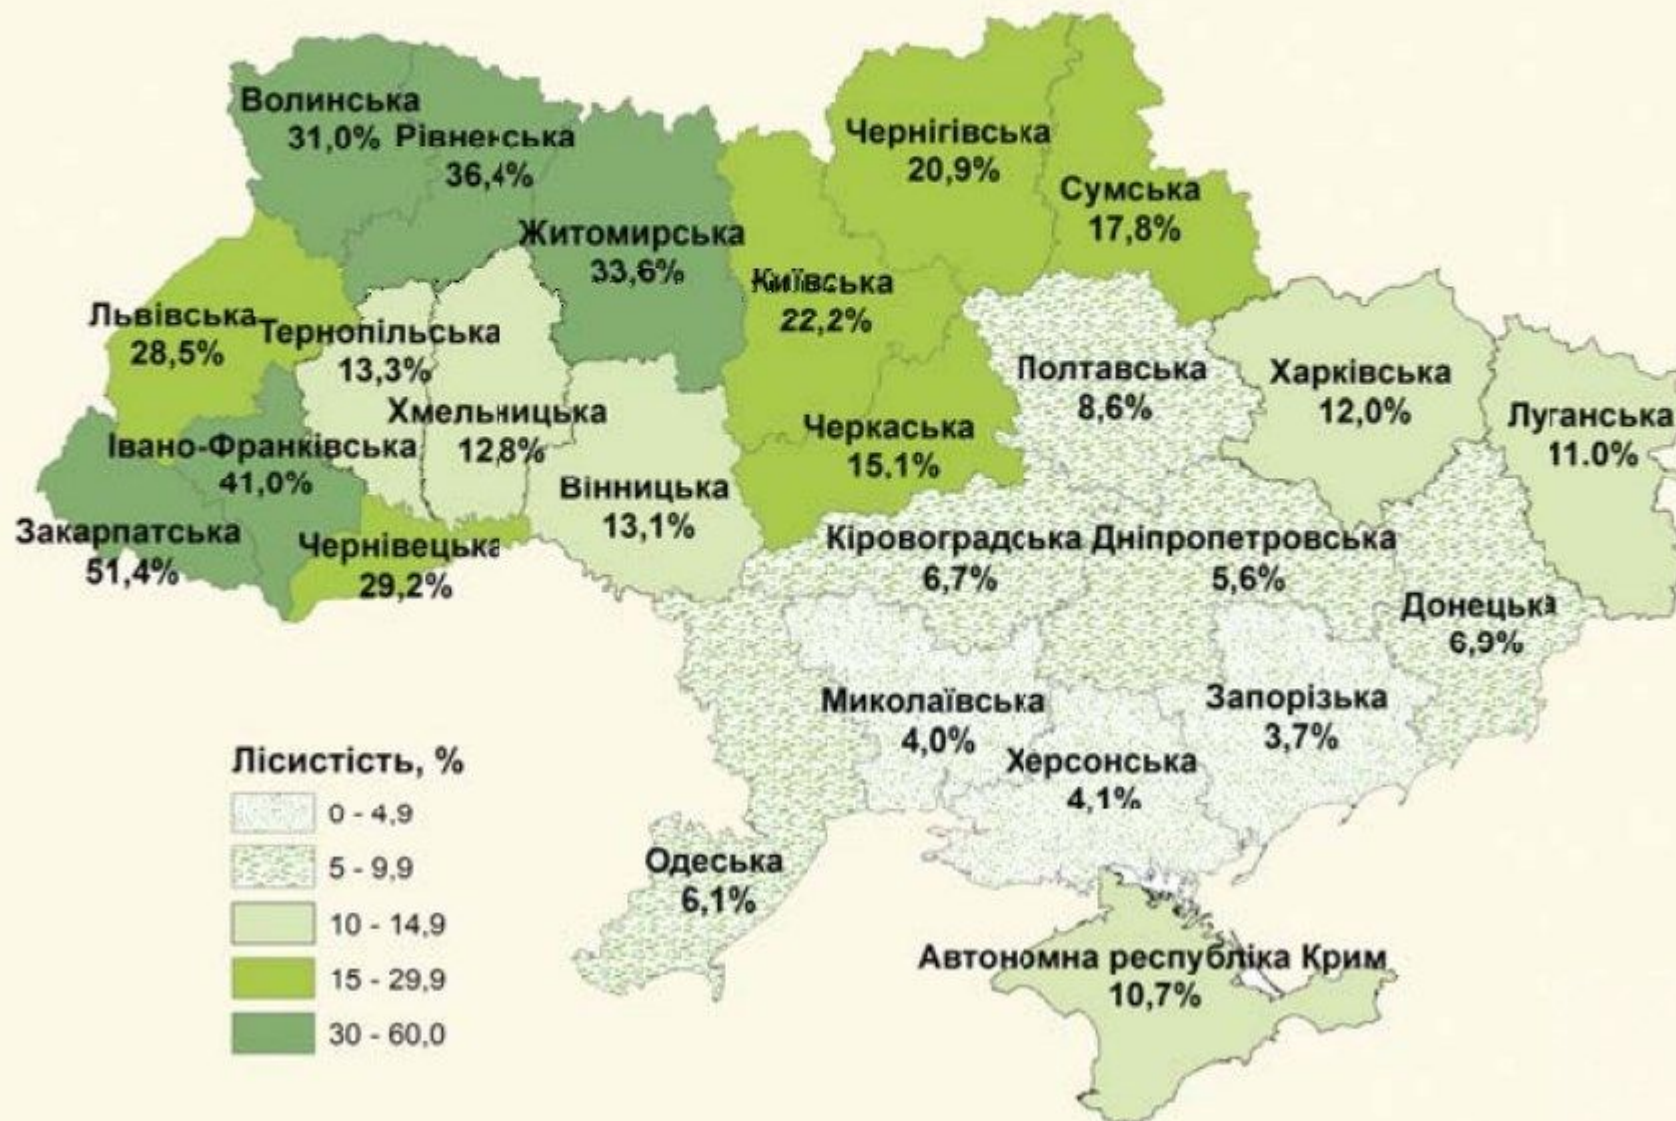 Волинська
31,0%
Рівненська
36,4%
Житомирська
33,6%
Чернігівська
20,9%
Сумська
17,8%
Київська
22,2%
Львівська
28,5%
Тернопільська
13,3%
Хмельницька
12,8%
Полтавська
8,6%
Харківська
12,0%
Луганська
11.0%
Івано-Франківська
41,0%
Черкаська
15,1%
Вінницька
13,1%
Закарпатська
51,4%
Чернівецька
29,2%
Кіровоградська
6,7%
Дніпропетровська
5,6%
Донецька
6,9%
Миколаївська
4,0%
Запорізька
3,7%
Херсонська
4,1%
Одеська
6,1%
Автономна республіка Крим
10,7%
Лісистість, %
0 - 4,9
5 - 9,9
10 - 14,9
15 - 29,9
30 - 60,0